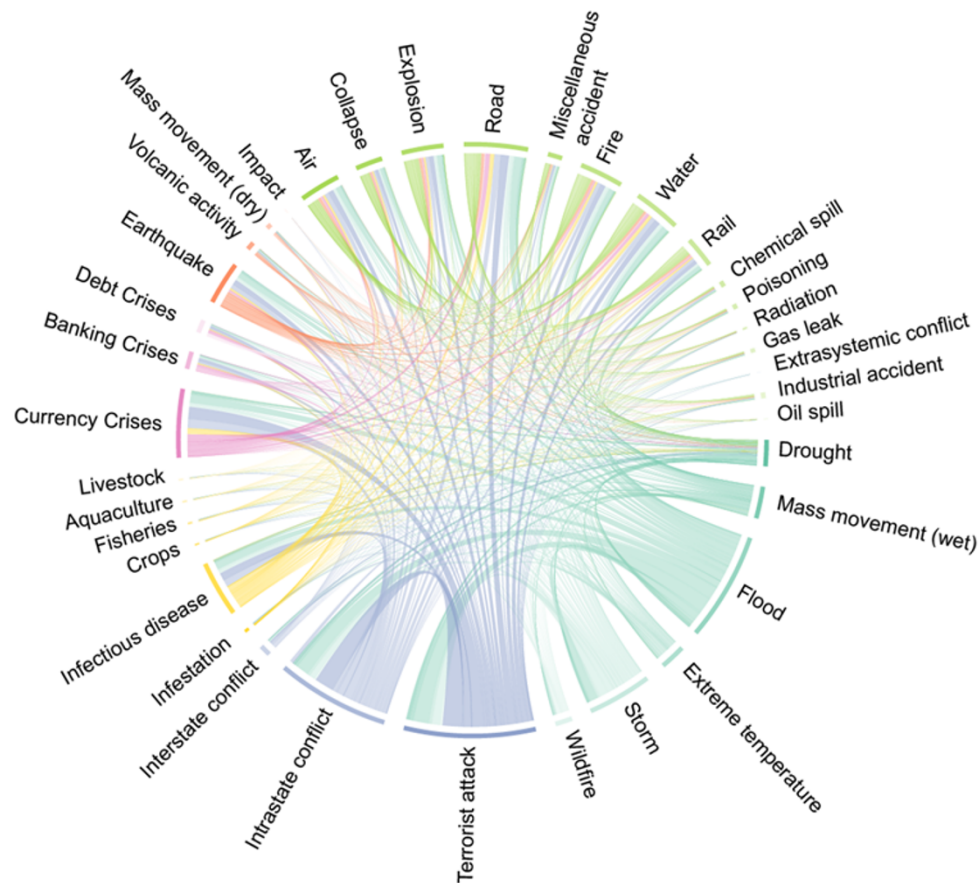 Miscellaneous
accident
Road
Explosion
Collapse
Air
Impact
Mass movement (dry)
Volcanic activity
Earthquake
Debt Crises
Banking Crises
Currency Crises
Livestock
Aquaculture
Fisheries
Crops
Infectious disease
Infestation
Interstate conflict
Intrastate conflict
Terrorist attack
Wildfire
Storm
Extreme temperature
Flood
Mass movement (wet)
Drought
Oil spill
Industrial accident
Extrasystemic conflict
Gas leak
Radiation
Poisoning
Chemical spill
Rail
Water
Fire